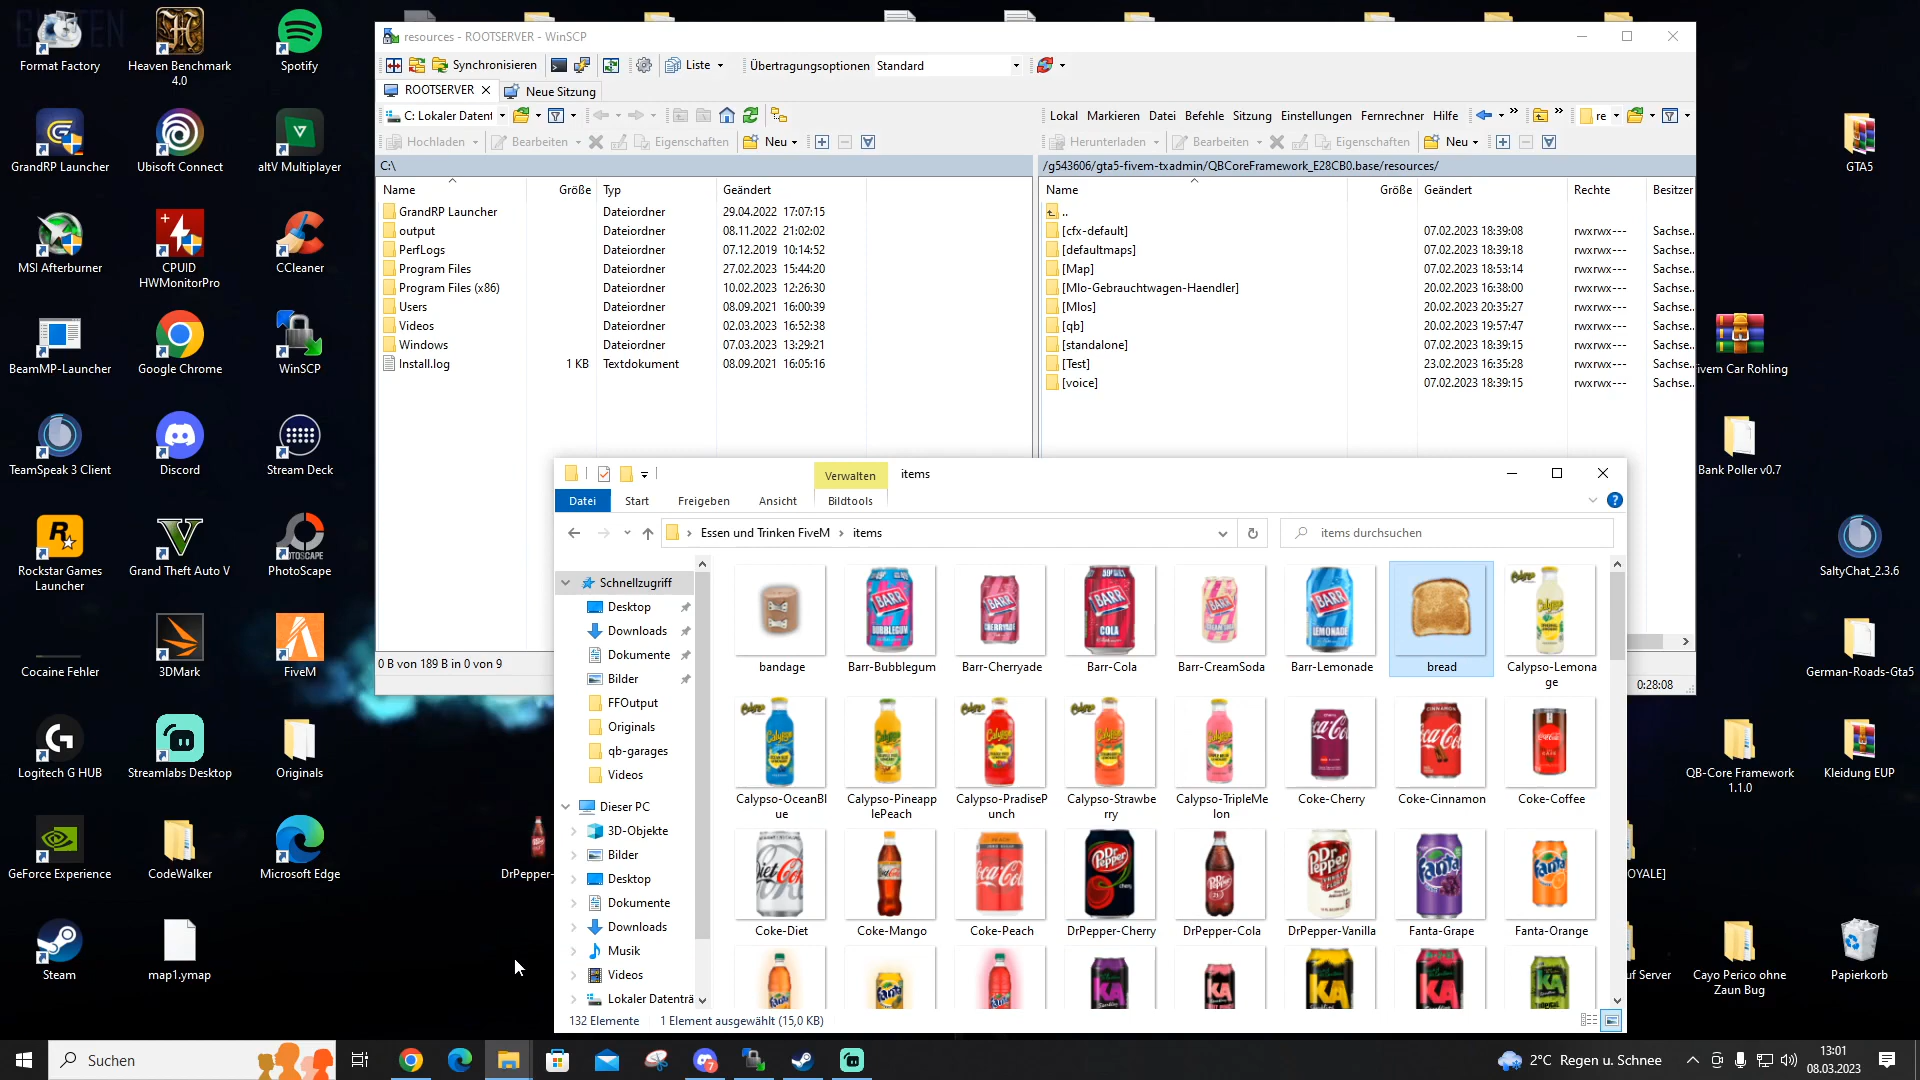 Format Factory
Heaven Benchmark 4.0
Spotify
GrandRP Launcher
Ubisoft Connect
altV Multiplayer
MSI Afterburner
CPUID HWMonitorPro
CCleaner
BeamMP-Launcher
Google Chrome
WinSCP
TeamSpeak 3 Client
Discord
Stream Deck
Rockstar Games Launcher
Grand Theft Auto V
PhotoScape
Cocaine Fehler
3DMark
FiveM
Logitech G HUB
Streamlabs Desktop
Originals
GeForce Experience
CodeWalker
Microsoft Edge
DrPepper-
Steam
map1.ymap
resources - ROOTSERVER - WinSCP
Synchronisieren
Liste
Übertragungsoptionen Standard
ROOTSERVER
Neue Sitzung
C: Lokaler Datent
Lokal Markieren Datei Befehle Sitzung Einstellungen Fernrechner Hilfe
re
Hochladen Bearbeiten Eigenschaften Neu
Herunterladen Bearbeiten Eigenschaften Neu
C:\
/g543606/gta5-fivem-txadmin/QBCoreFramework_E28CB0.base/resources/
Name Größe Typ Geändert
GrandRP Launcher Dateiordner 29.04.2022 17:07:15
output Dateiordner 08.11.2022 21:02:02
PerfLogs Dateiordner 07.12.2019 10:14:52
Program Files Dateiordner 27.02.2023 15:44:20
Program Files (x86) Dateiordner 10.02.2023 12:26:30
Users Dateiordner 08.09.2021 16:00:39
Videos Dateiordner 02.03.2023 16:52:38
Windows Dateiordner 07.03.2023 13:29:21
Install.log 1 KB Textdokument 08.09.2021 16:05:16
Name Größe Geändert Rechte Besitzer
..
[cfx-default] 07.02.2023 18:39:08 rwxrwx--- Sachse..
[defaultmaps] 07.02.2023 18:39:18 rwxrwx--- Sachse..
[Map] 07.02.2023 18:53:14 rwxrwx--- Sachse..
[Mlo-Gebrauchtwagen-Haendler] 20.02.2023 16:38:00 rwxrwx--- Sachse..
[Mlos] 20.02.2023 20:35:27 rwxrwx--- Sachse..
[qb] 20.02.2023 19:57:47 rwxrwx--- Sachse..
[standalone] 07.02.2023 18:39:15 rwxrwx--- Sachse..
[Test] 23.02.2023 16:35:28 rwxrwx--- Sachse..
[voice] 07.02.2023 18:39:15 rwxrwx--- Sachse..
0 B von 189 B in 0 von 9
0:28:08
Verwalten
items
Datei Start Freigeben Ansicht Bildtools
Essen und Trinken FiveM › items
items durchsuchen
Schnellzugriff
Desktop
Downloads
Dokumente
Bilder
FFOutput
Originals
qb-garages
Videos
Dieser PC
3D-Objekte
Bilder
Desktop
Dokumente
Downloads
Musik
Videos
Lokaler Datenträ
bandage
Barr-Bubblegum
Barr-Cherryade
Barr-Cola
Barr-CreamSoda
Barr-Lemonade
bread
Calypso-Lemonage
Calypso-OceanBlue
Calypso-PineapplePeach
Calypso-PradisePunch
Calypso-Strawberry
Calypso-TripleMelon
Coke-Cherry
Coke-Cinnamon
Coke-Coffee
Coke-Diet
Coke-Mango
Coke-Peach
DrPepper-Cherry
DrPepper-Cola
DrPepper-Vanilla
Fanta-Grape
Fanta-Orange
132 Elemente 1 Element ausgewählt (15,0 KB)
GTA5
ivem Car Rohling
Bank Poller v0.7
SaltyChat_2.3.6
German-Roads-Gta5
QB-Core Framework 1.1.0
Kleidung EUP
OYALE]
uf Server
Cayo Perico ohne Zaun Bug
Papierkorb
Suchen
2°C Regen u. Schnee
13:01
08.03.2023